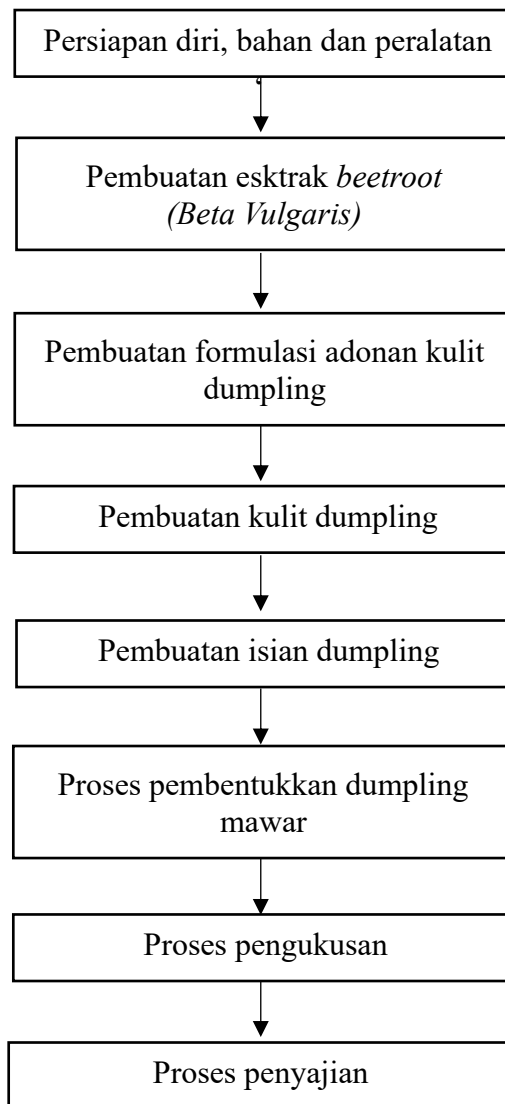 Persiapan diri, bahan dan peralatan
Pembuatan esktrak beetroot
(Beta Vulgaris)
Pembuatan formulasi adonan kulit
dumpling
Pembuatan kulit dumpling
Pembuatan isian dumpling
Proses pembentukkan dumpling
mawar
Proses pengukusan
Proses penyajian